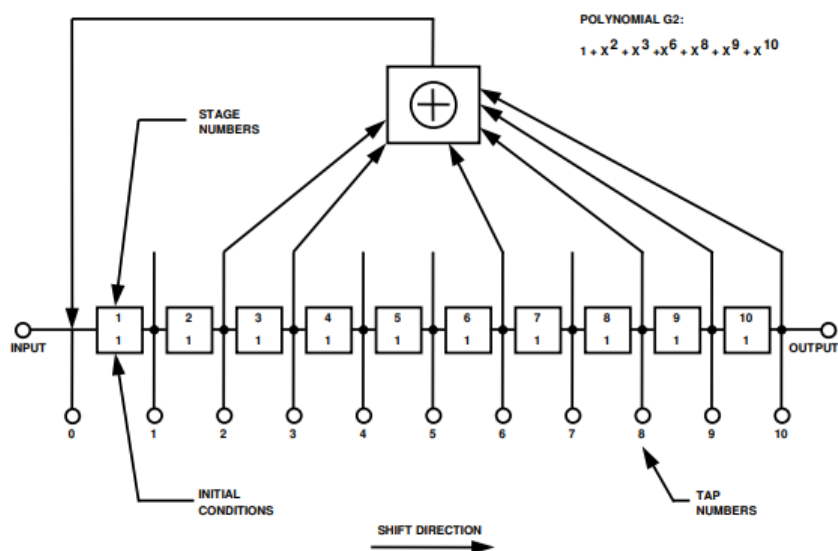 POLYNOMIAL G2:
1 + X² + X³ +X⁶ + X⁸ + X⁹ + X¹⁰
STAGE
NUMBERS
1 2 3 4 5 6 7 8 9 10
1 1 1 1 1 1 1 1 1 1
INPUT
OUTPUT
0 1 2 3 4 5 6 7 8 9 10
INITIAL
CONDITIONS
TAP
NUMBERS
SHIFT DIRECTION